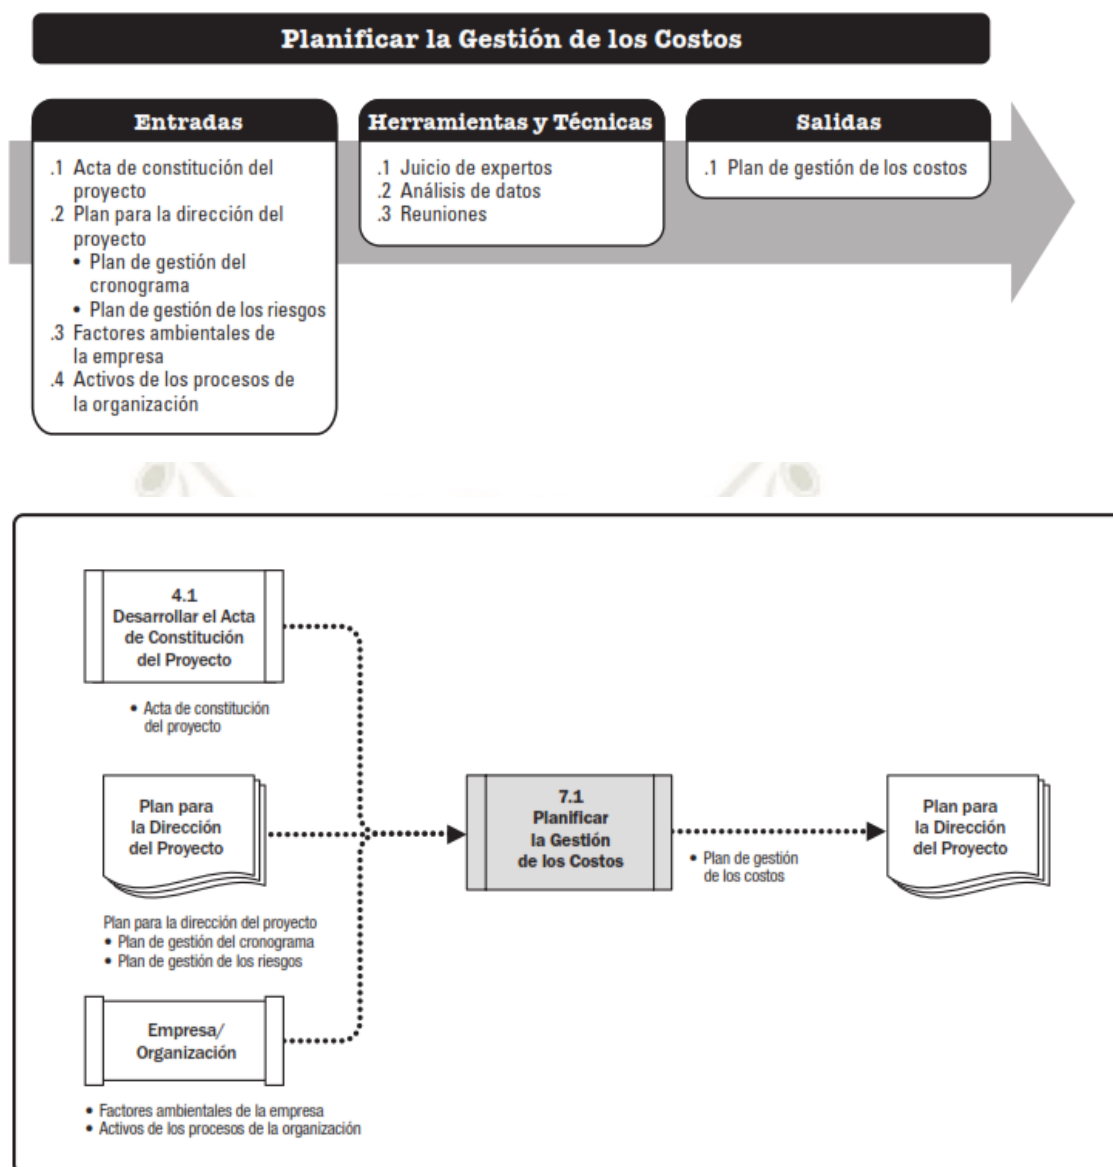 Planificar la Gestión de los Costos
Entradas
.1 Acta de constitución del
proyecto
.2 Plan para la dirección del
proyecto
• Plan de gestión del
cronograma
• Plan de gestión de los riesgos
.3 Factores ambientales de
la empresa
.4 Activos de los procesos de
la organización
Herramientas y Técnicas
.1 Juicio de expertos
.2 Análisis de datos
.3 Reuniones
Salidas
.1 Plan de gestión de los costos
4.1
Desarrollar el Acta
de Constitución
del Proyecto
• Acta de constitución
del proyecto
Plan para
la Dirección
del Proyecto
Plan para la dirección del proyecto
• Plan de gestión del cronograma
• Plan de gestión de los riesgos
Empresa/
Organización
• Factores ambientales de la empresa
• Activos de los procesos de la organización
7.1
Planificar
la Gestión
de los Costos
• Plan de gestión
de los costos
Plan para
la Dirección
del Proyecto